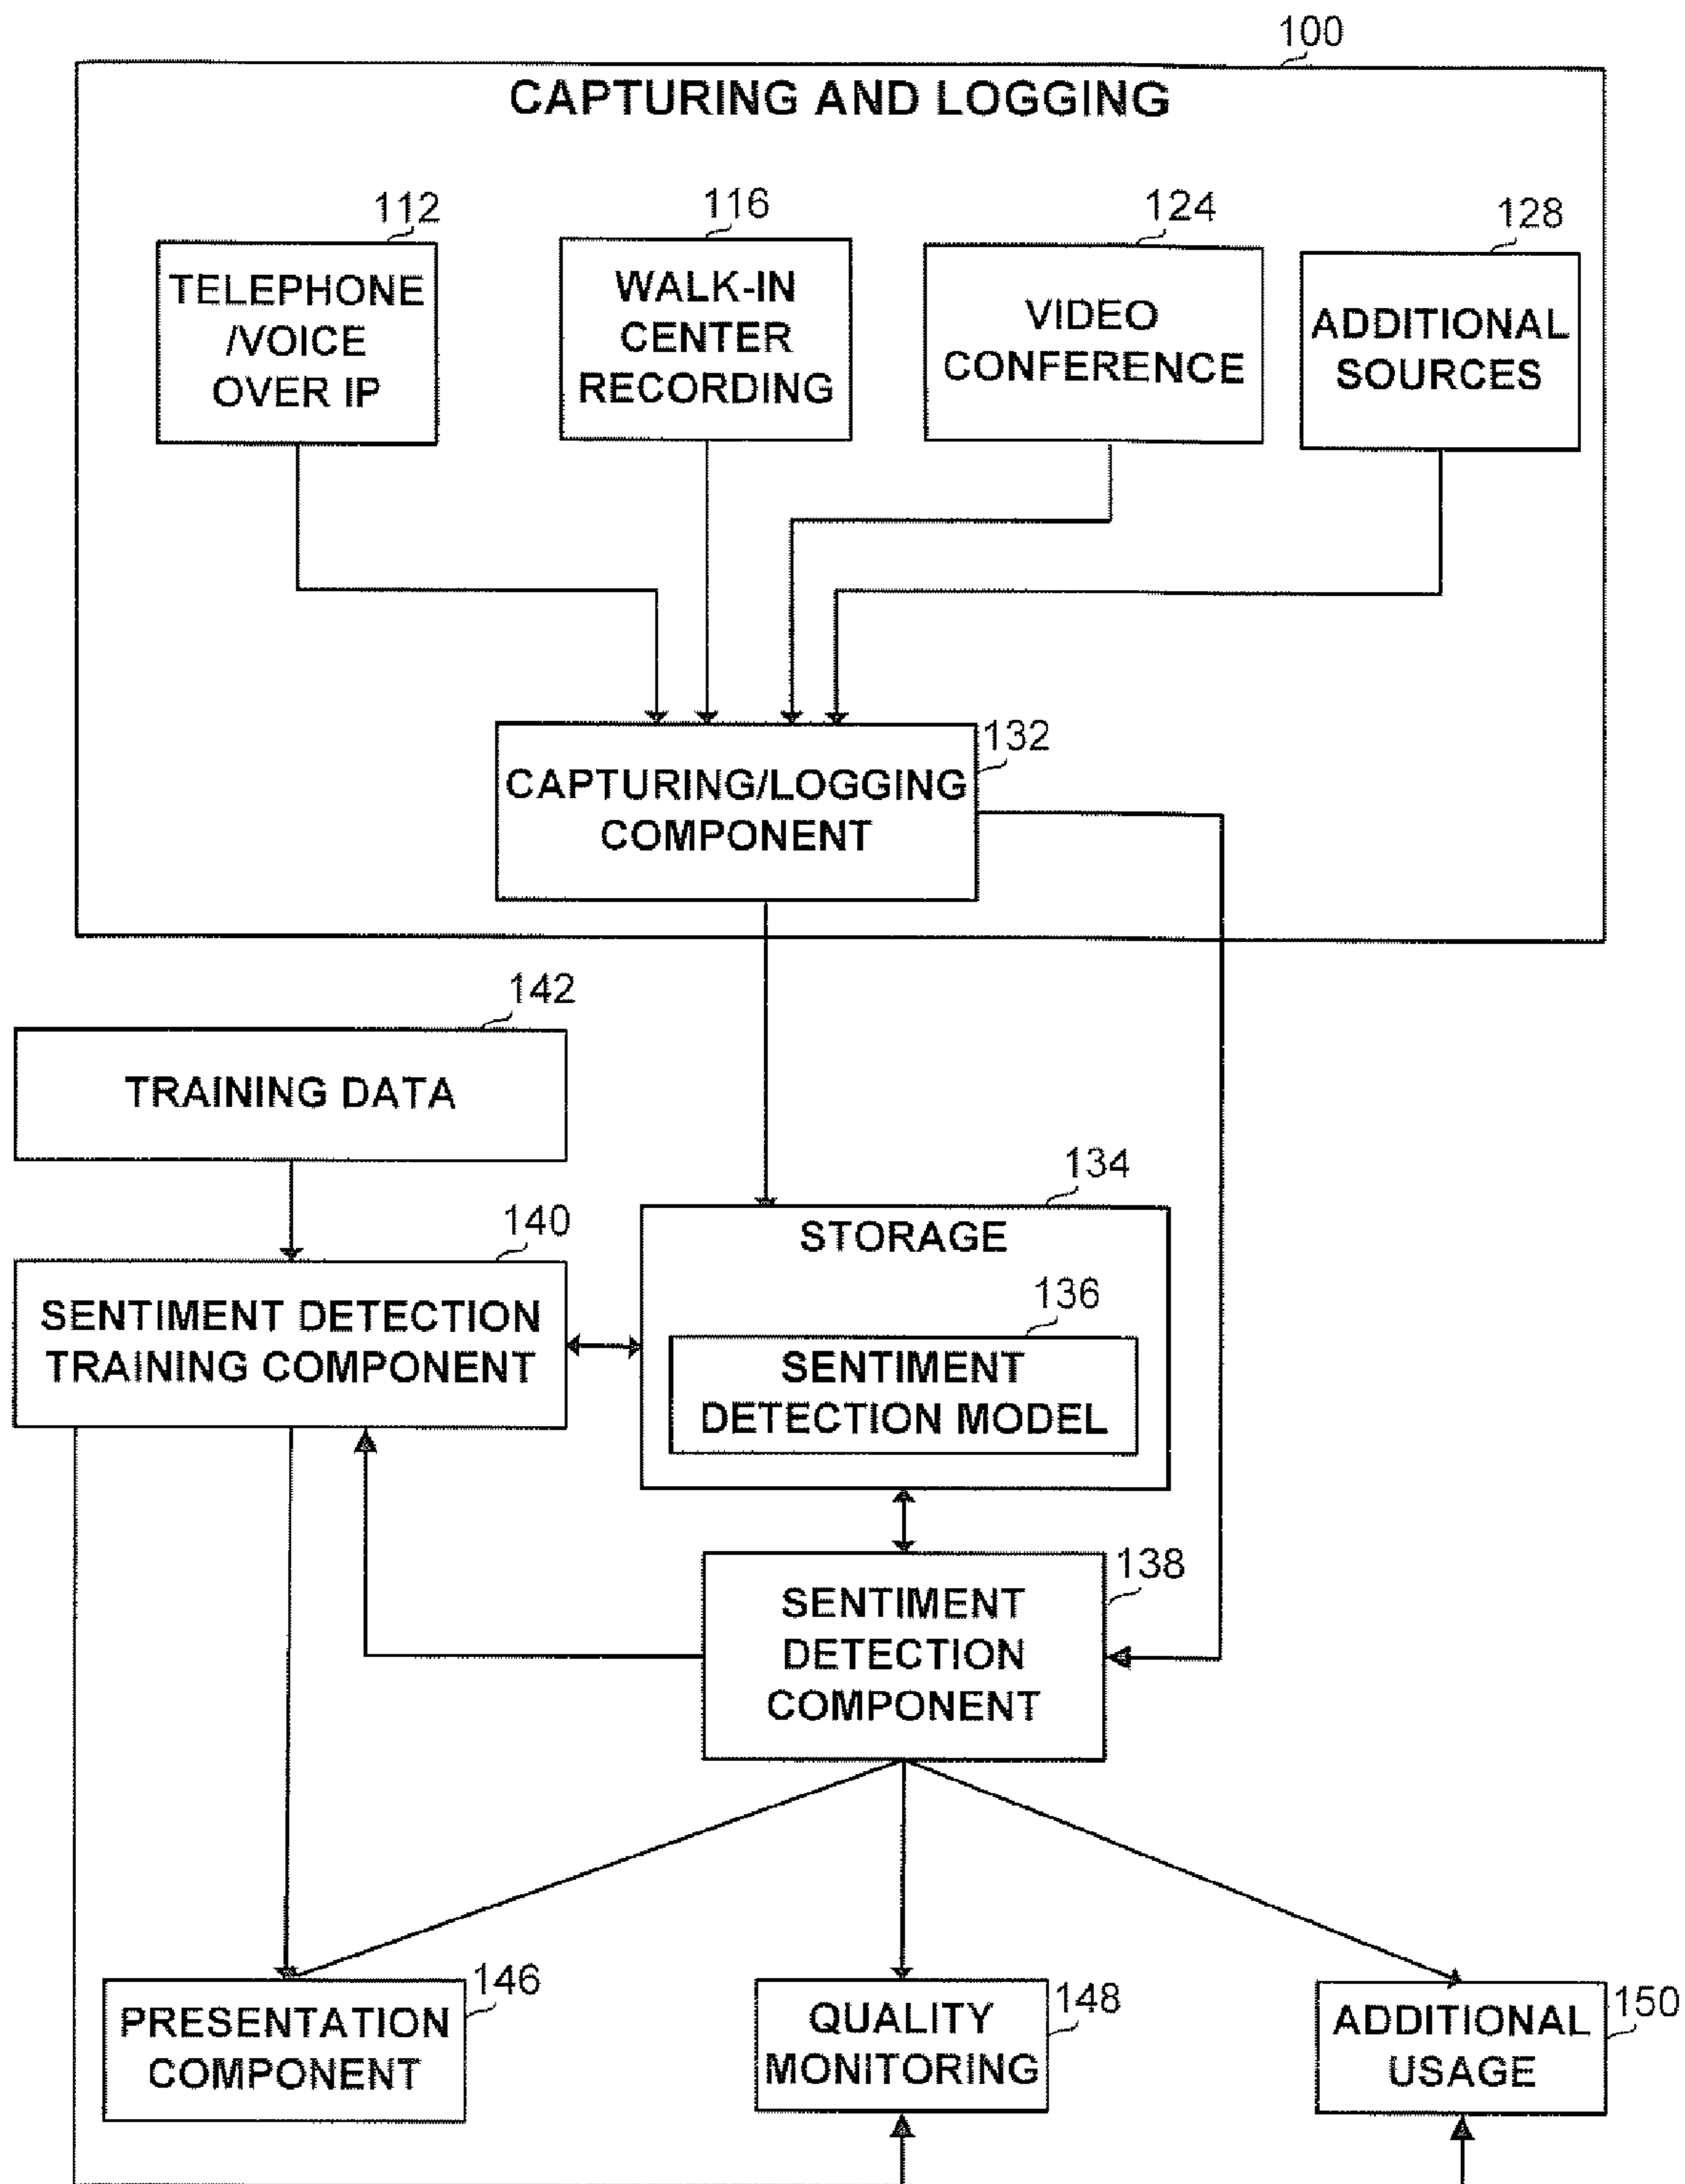 100
CAPTURING AND LOGGING
112
116
124
128
TELEPHONE
/VOICE
OVER IP
WALK-IN
CENTER
RECORDING
VIDEO
CONFERENCE
ADDITIONAL
SOURCES
132
CAPTURING/LOGGING
COMPONENT
142
TRAINING DATA
134
STORAGE
140
SENTIMENT DETECTION
TRAINING COMPONENT
136
SENTIMENT
DETECTION MODEL
138
SENTIMENT
DETECTION
COMPONENT
146
PRESENTATION
COMPONENT
148
QUALITY
MONITORING
150
ADDITIONAL
USAGE